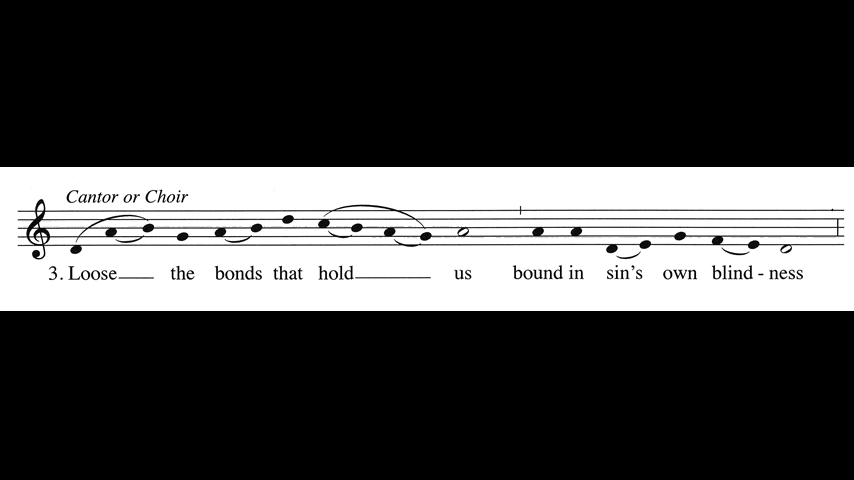 Cantor or Choir
3. Loose the bonds that hold us bound in sin's own blind - ness